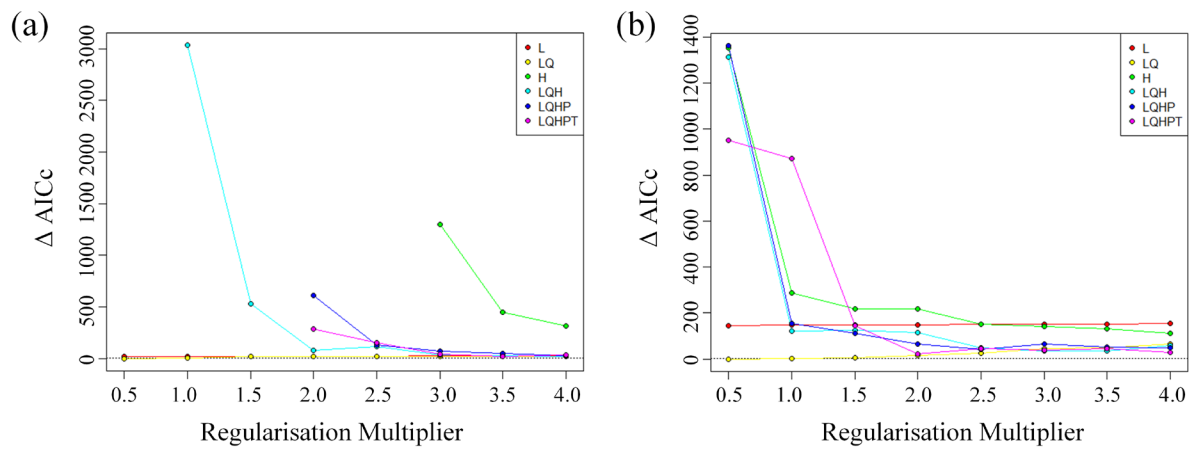 (a)
3000
2500
2000
1500
1000
500
0
Δ AICc
L
LQ
H
LQH
LQHP
LQHPT
0.5 1.0 1.5 2.0 2.5 3.0 3.5 4.0
Regularisation Multiplier
(b)
1400
1200
1000
800
600
400
200
0
Δ AICc
L
LQ
H
LQH
LQHP
LQHPT
0.5 1.0 1.5 2.0 2.5 3.0 3.5 4.0
Regularisation Multiplier